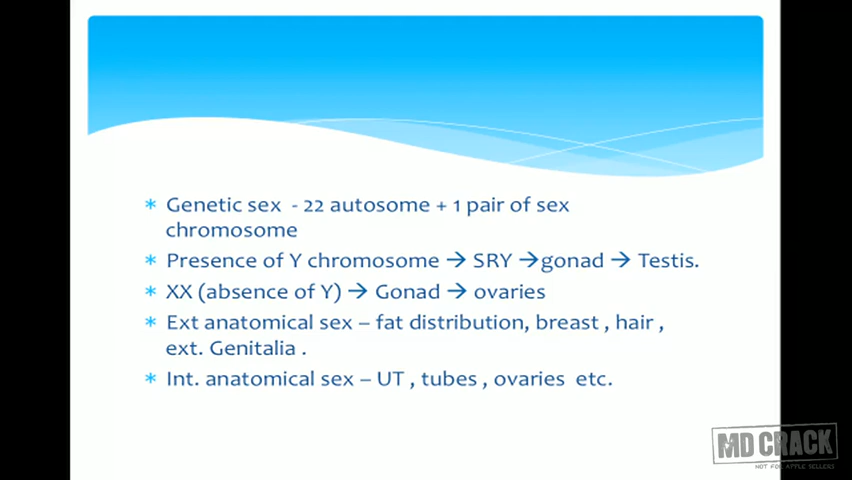 * Genetic sex - 22 autosome + 1 pair of sex
chromosome
* Presence of Y chromosome → SRY →gonad → Testis.
* XX (absence of Y) → Gonad → ovaries
* Ext anatomical sex – fat distribution, breast , hair ,
ext. Genitalia .
* Int. anatomical sex – UT , tubes , ovaries etc.
MD CRACK
NOT FOR APPLE SELLERS